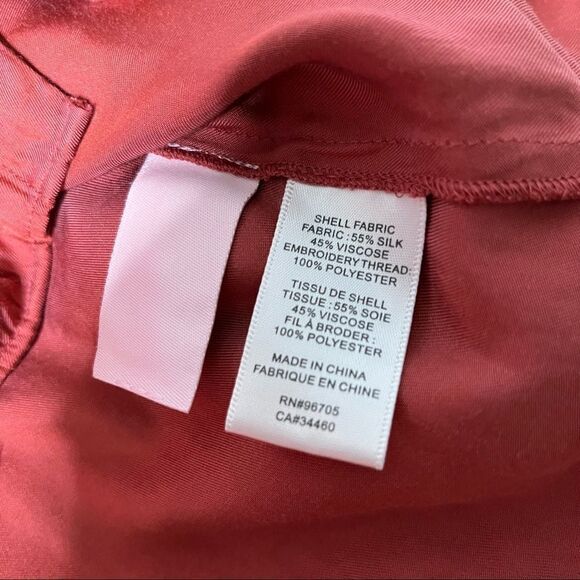 SHELL FABRIC
FABRIC : 55% SILK
45% VISCOSE
EMBROIDERY THREAD:
100% POLYESTER
TISSU DE SHELL
TISSUE : 55% SOIE
45% VISCOSE
FIL À BRODER :
100% POLYESTER
MADE IN CHINA
FABRIQUE EN CHINE
RN#96705
CA#34460